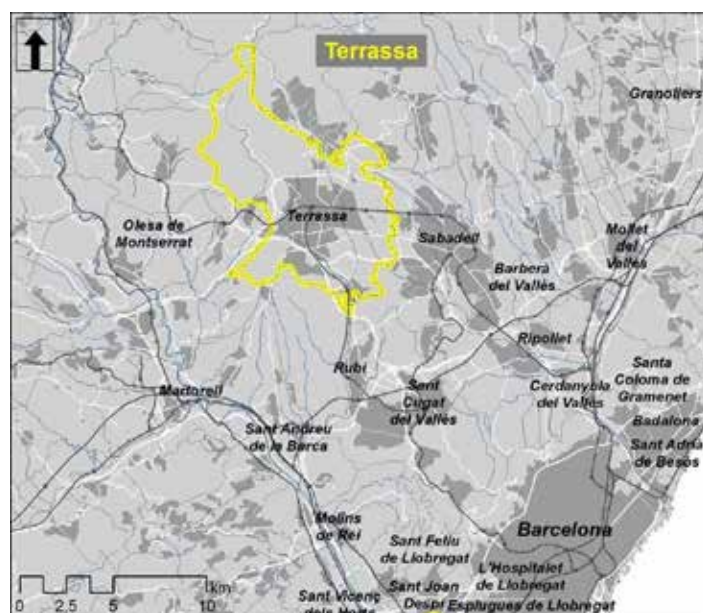 Terrassa
Granollers
Olesa de
Montserrat
Terrassa
Sabadell
Mollet
del
Vallès
Barberà
del Vallès
Ripollet
Rubí
Sant
Cugat
del Vallès
Cerdanyola
del Vallès
Santa
Coloma de
Gramenet
Martorell
Badalona
Sant Andreu
de la Barca
Sant Adrià
de Besòs
Molins
de Rei
Barcelona
Sant Feliu
de Llobregat
L'Hospitalet
de Llobregat
Sant Joan
Despí
Esplugues de Llobregat
Sant Vicenç
dels Horts
km
0 2.5 5 10